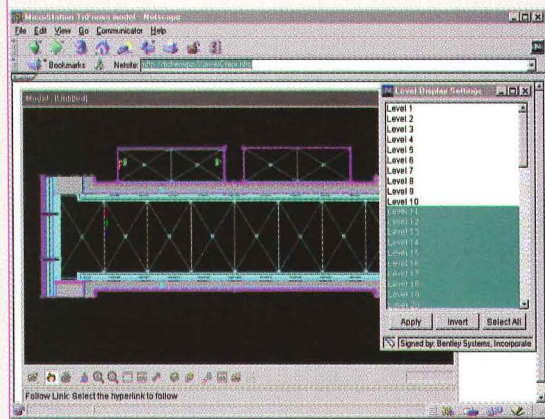 MicroStation TriForma model - Netscape
File Edit View Go Communicator Help
Bookmarks Netsite:
Model [Untitled]
Level Display Settings
Level 1
Level 2
Level 3
Level 4
Level 5
Level 6
Level 7
Level 8
Level 9
Level 10
Level 11
Level 12
Level 13
Level 14
Level 15
Level 16
Level 17
Level 18
Level 19
Level 20
Apply Invert Select All
Signed by: Bentley Systems, Incorporate
Follow Link: Select the hyperlink to follow